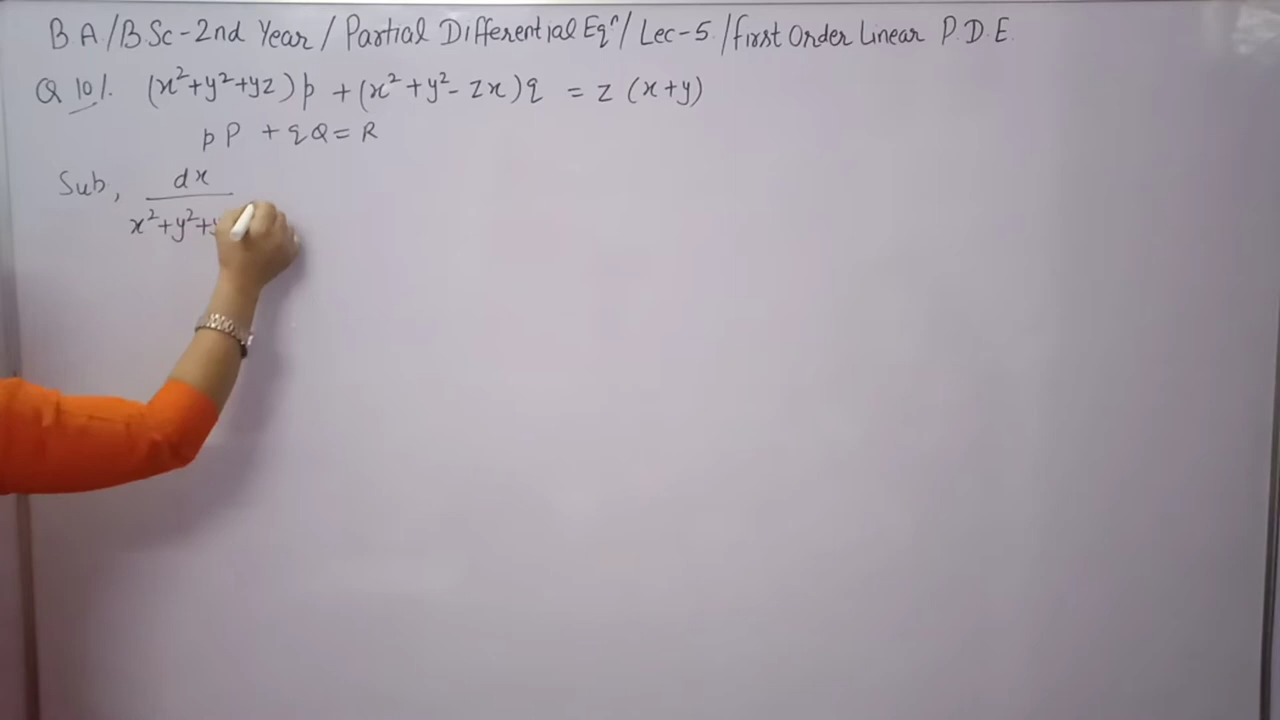 B A./B.Sc-2nd Year/Partial Differential Eqⁿ/Lec-5./first Order Linear P.D.E.
Q 10/. (x²+y²+yz)p +(x²+y²-zx)q = z (x+y)
pP + qQ = R
Sub, dx
x²+y²+y